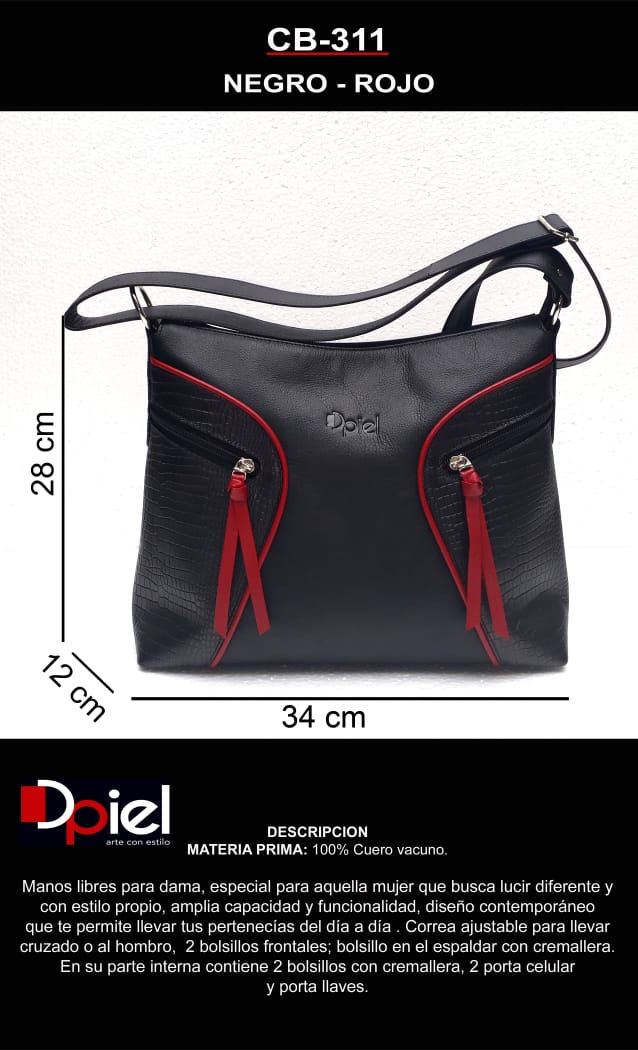 CB-311
NEGRO - ROJO
Dpiel
28 cm
12 cm
34 cm
Dpiel
arte con estilo
DESCRIPCION
MATERIA PRIMA: 100% Cuero vacuno.
Manos libres para dama, especial para aquella mujer que busca lucir diferente y
con estilo propio, amplia capacidad y funcionalidad, diseño contemporáneo
que te permite llevar tus pertenecías del día a día . Correa ajustable para llevar
cruzado o al hombro, 2 bolsillos frontales; bolsillo en el espaldar con cremallera.
En su parte interna contiene 2 bolsillos con cremallera, 2 porta celular
y porta llaves.